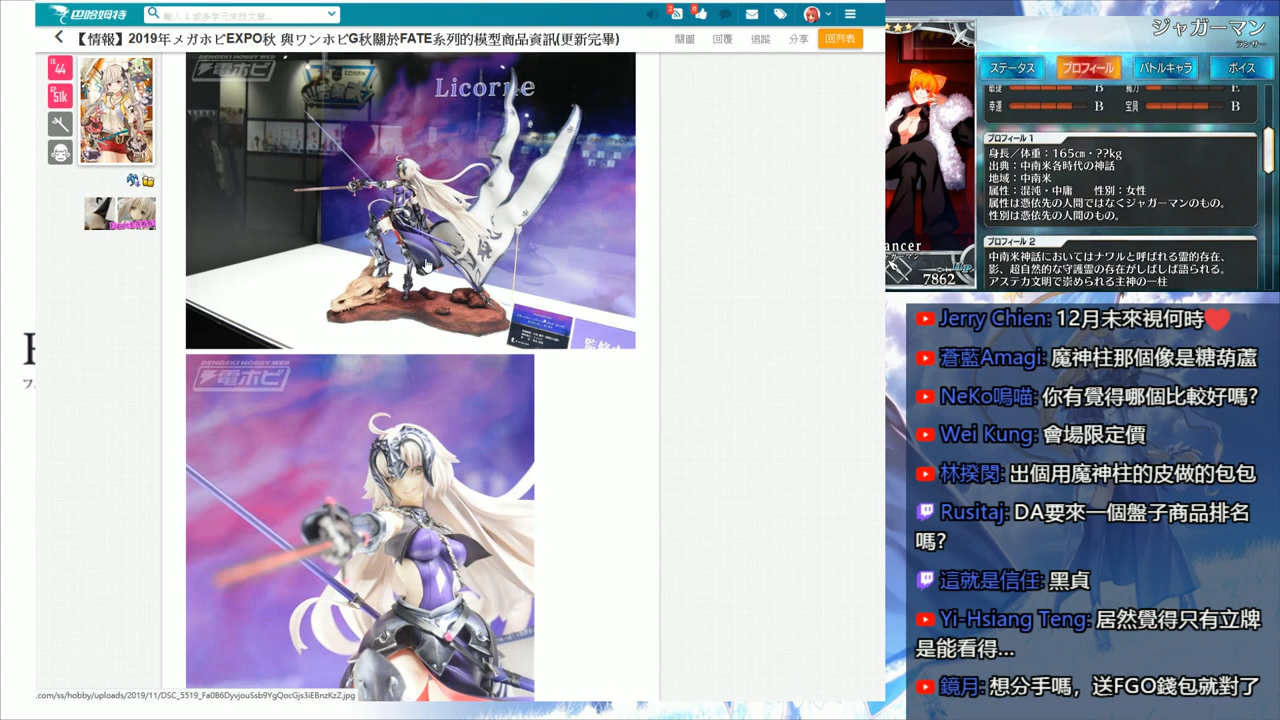 巴哈姆特
輸入 1 或多字元來找文章...
2
6
【情報】2019年メガホビEXPO秋 與ワンホビG秋關於FATE系列的模型商品資訊(更新完畢)
開圖
回覆
追蹤
分享
回列表
LV.
44
GP
51k
DENGEKI HOBBY WEB
電ホビ
Licorne
DENGEKI HOBBY WEB
電ホビ
.com/ss/hobby/uploads/2019/11/DSC_5519_Fa0B6DyvjouSsb9YgQocGjs3iEBnzKzZ.jpg
ジャガーマン
ランサー
ステータス
プロフィール
バトルキャラ
ボイス
敏捷 B 魔力 E
幸運 B 宝具 B
プロフィール 1
身長／体重：165㎝・??kg
出典：中南米各時代の神話
地域：中南米
属性：混沌・中庸 性別：女性
属性は憑依先の人間ではなくジャガーマンのもの。
性別は憑依先の人間のもの。
プロフィール 2
中南米神話においてはナワルと呼ばれる霊的存在、
影、超自然的な守護霊の存在がしばしば語られる。
アステカ文明で崇められる主神の一柱
ancer
ガーマン
7862
Jerry Chien: 12月未來視何時❤
蒼藍Amagi: 魔神柱那個像是糖葫蘆
NeKo嗚喵: 你有覺得哪個比較好嗎?
Wei Kung: 會場限定價
林揆閔: 出個用魔神柱的皮做的包包
Rusitaj: DA要來一個盤子商品排名
嗎?
這就是信任: 黑貞
Yi-Hsiang Teng: 居然覺得只有立牌
是能看得...
鏡月: 想分手嗎，送FGO錢包就對了